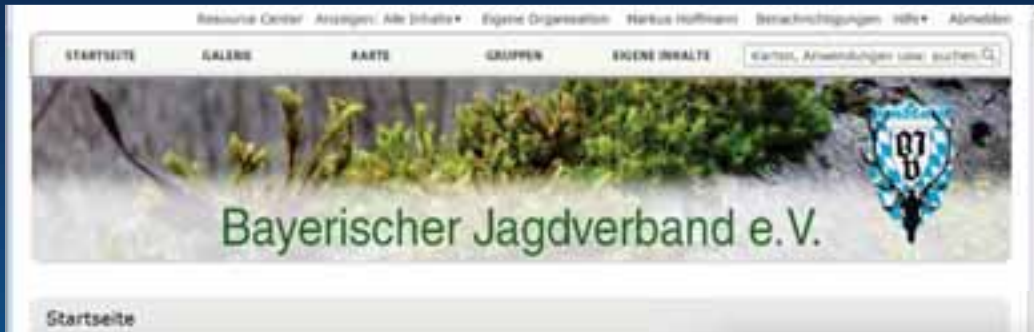 Resource Center Anzeigen: Alle Inhalte Eigene Organisation Markus Hoffmann Benachrichtigungen Hilfe Abmelden
STARTSEITE GALERIE KARTE GRUPPEN EIGENE INHALTE Karten, Anwendungen usw. suchen
BJV
Bayerischer Jagdverband e.V.
Startseite